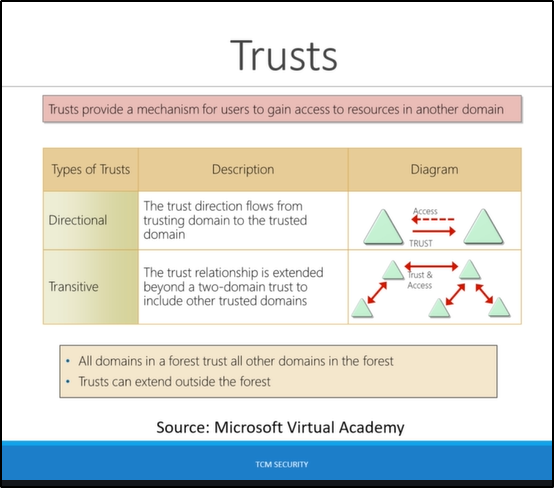 Trusts
Trusts provide a mechanism for users to gain access to resources in another domain
Types of Trusts
Description
Diagram
Directional
The trust direction flows from
trusting domain to the trusted
domain
Access
TRUST
Transitive
The trust relationship is extended
beyond a two-domain trust to
include other trusted domains
Trust &
Access
• All domains in a forest trust all other domains in the forest
• Trusts can extend outside the forest
Source: Microsoft Virtual Academy
TCM SECURITY